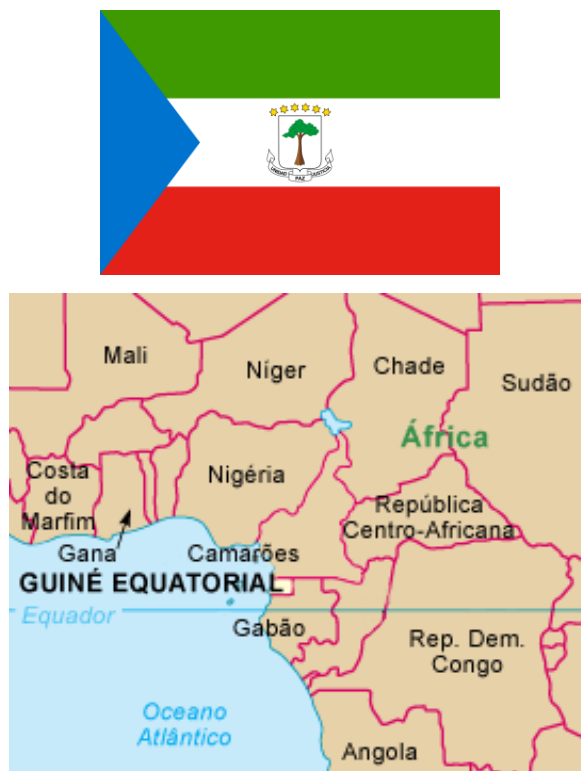 UNIDAD PAZ JUSTICIA
Mali
Níger
Chade
Sudão
África
Costa
do
Marfim
Nigéria
República
Centro-Africana
Gana
Camarões
GUINÉ EQUATORIAL
Equador
Gabão
Rep. Dem.
Congo
Oceano
Atlântico
Angola